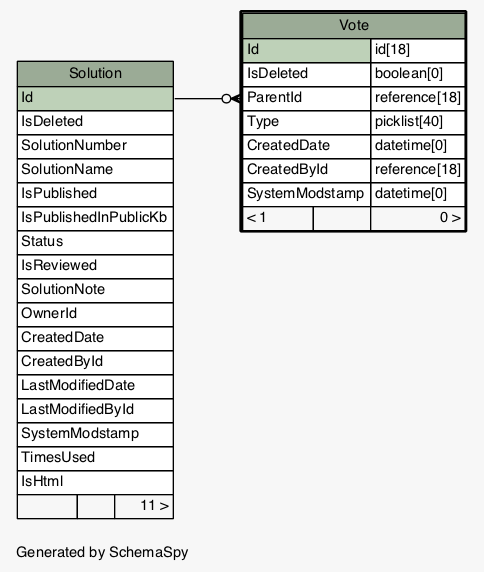 Vote
Id id[18]
IsDeleted boolean[0]
ParentId reference[18]
Type picklist[40]
CreatedDate datetime[0]
CreatedById reference[18]
SystemModstamp datetime[0]
< 1 0 >
Solution
Id
IsDeleted
SolutionNumber
SolutionName
IsPublished
IsPublishedInPublicKb
Status
IsReviewed
SolutionNote
OwnerId
CreatedDate
CreatedById
LastModifiedDate
LastModifiedById
SystemModstamp
TimesUsed
IsHtml
11 >
Generated by SchemaSpy